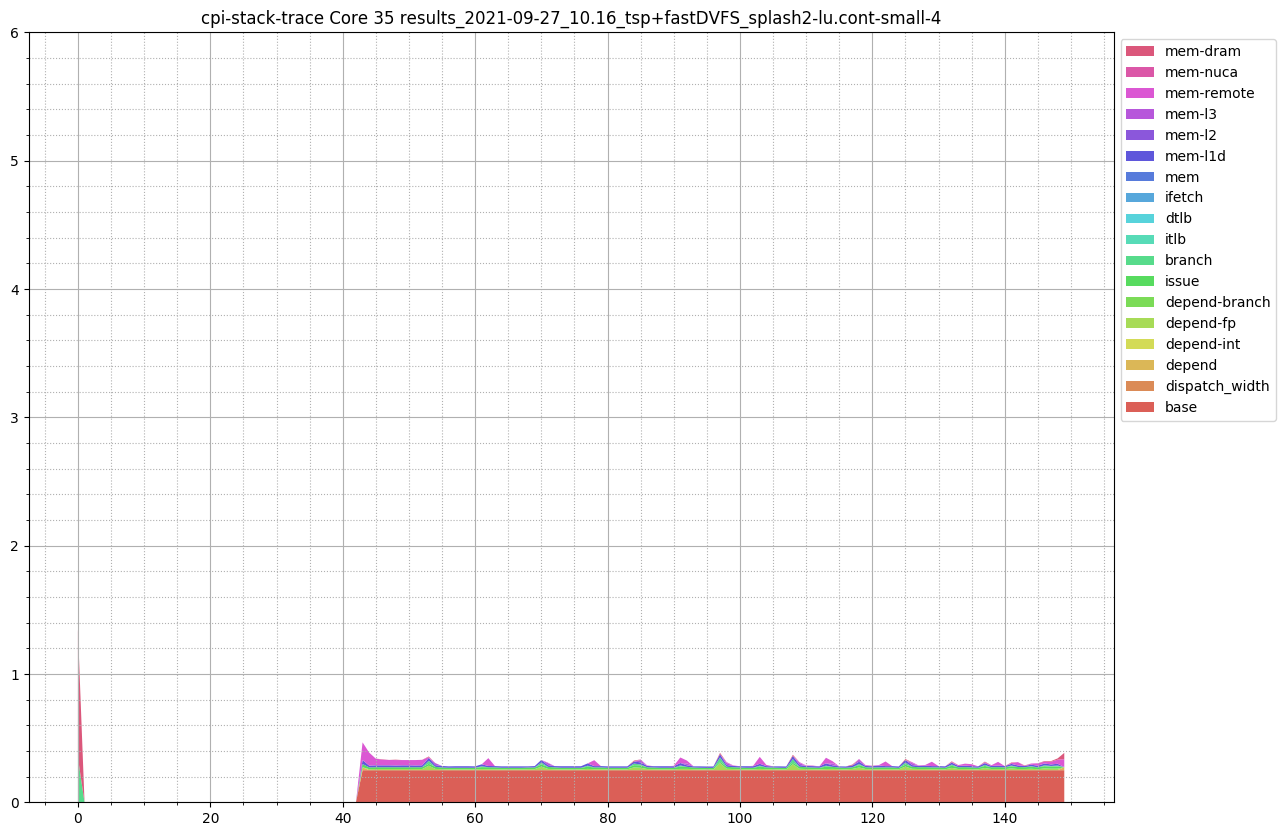 cpi-stack-trace Core 35 results_2021-09-27_10.16_tsp+fastDVFS_splash2-lu.cont-small-4
6
5
4
3
2
1
0
0 20 40 60 80 100 120 140
mem-dram
mem-nuca
mem-remote
mem-l3
mem-l2
mem-l1d
mem
ifetch
dtlb
itlb
branch
issue
depend-branch
depend-fp
depend-int
depend
dispatch_width
base